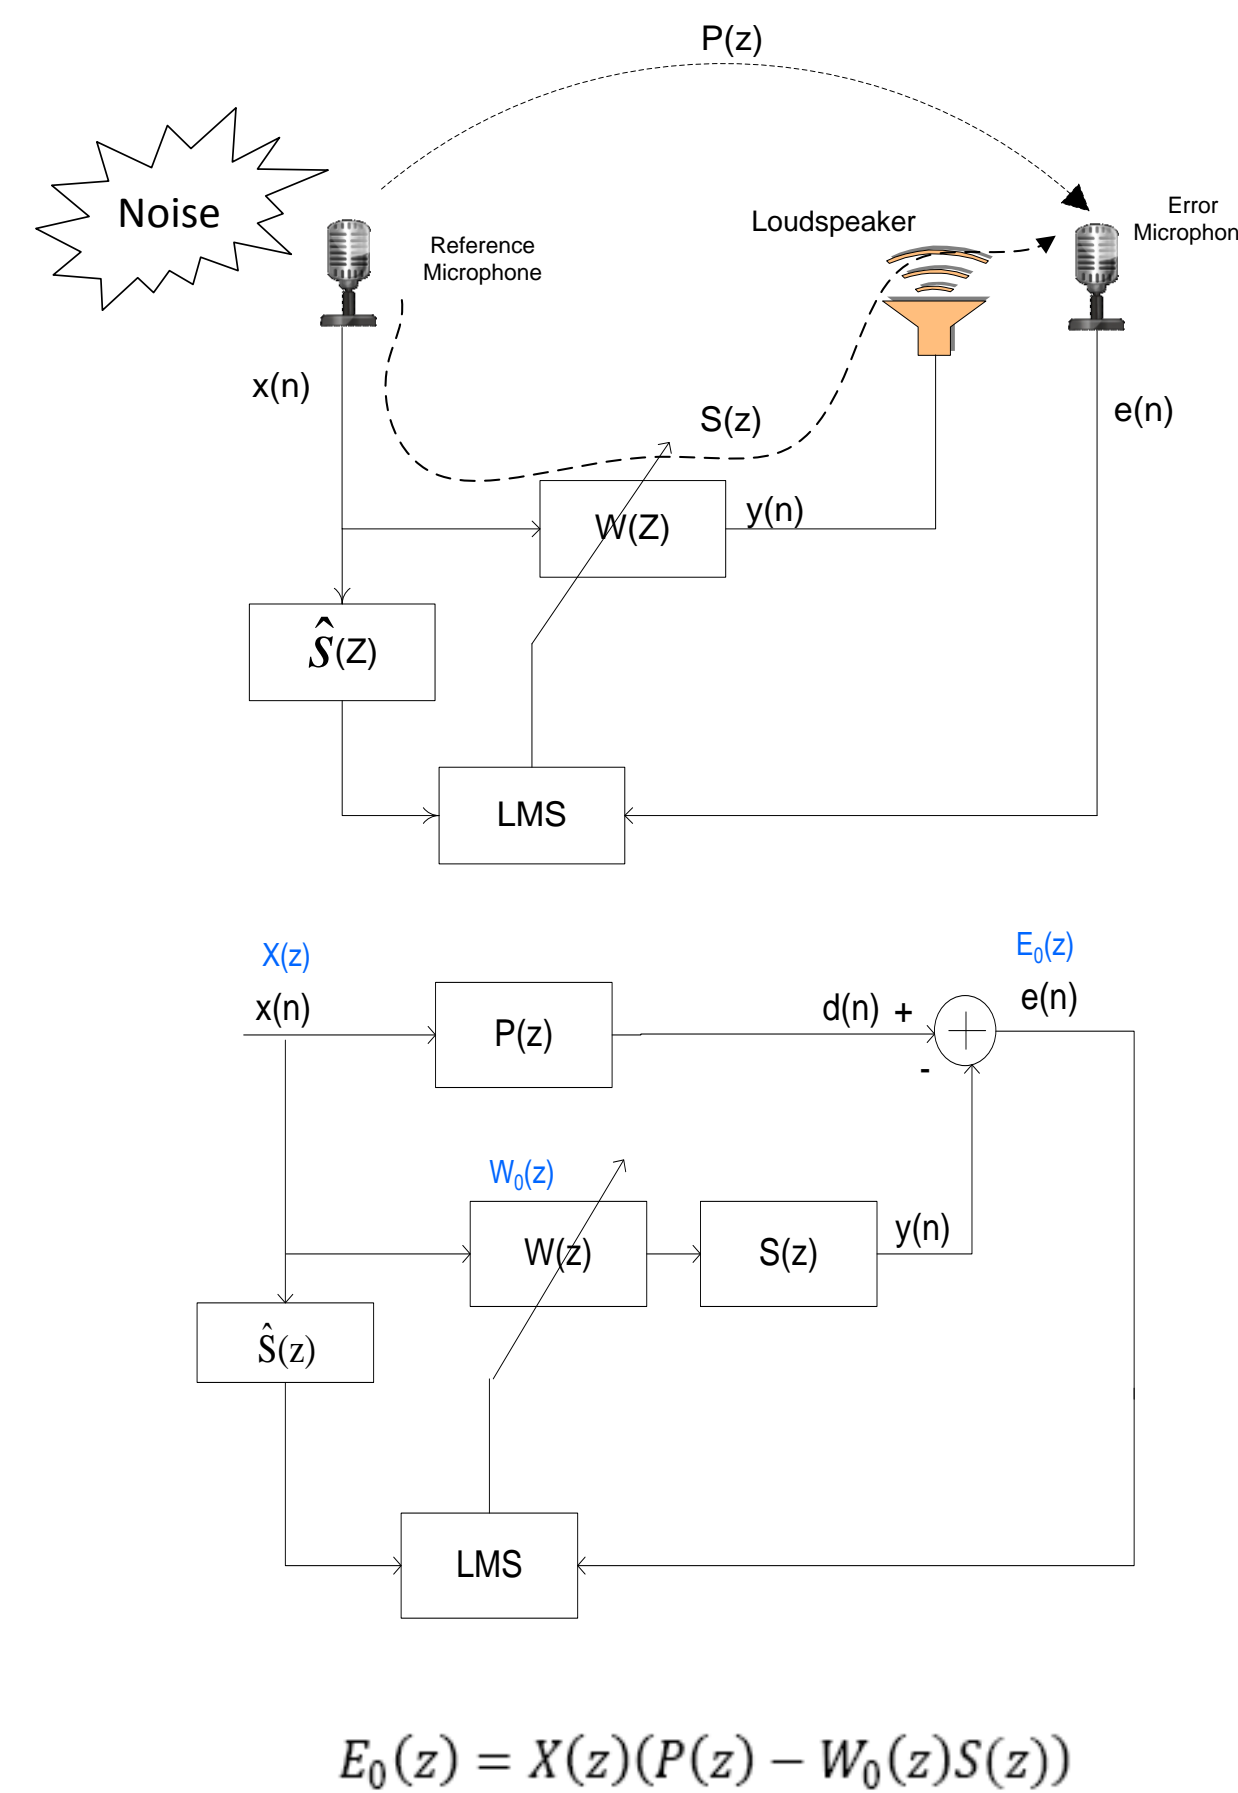 P(z)
Noise
Reference
Microphone
Loudspeaker
Error
Microphon
x(n)
S(z)
e(n)
W(Z)
y(n)
Ŝ(Z)
LMS
X(z)
E₀(z)
x(n)
P(z)
d(n) +
e(n)
-
W₀(z)
W(z)
S(z)
y(n)
Ŝ(z)
LMS
E₀(z) = X(z)(P(z) − W₀(z)S(z))